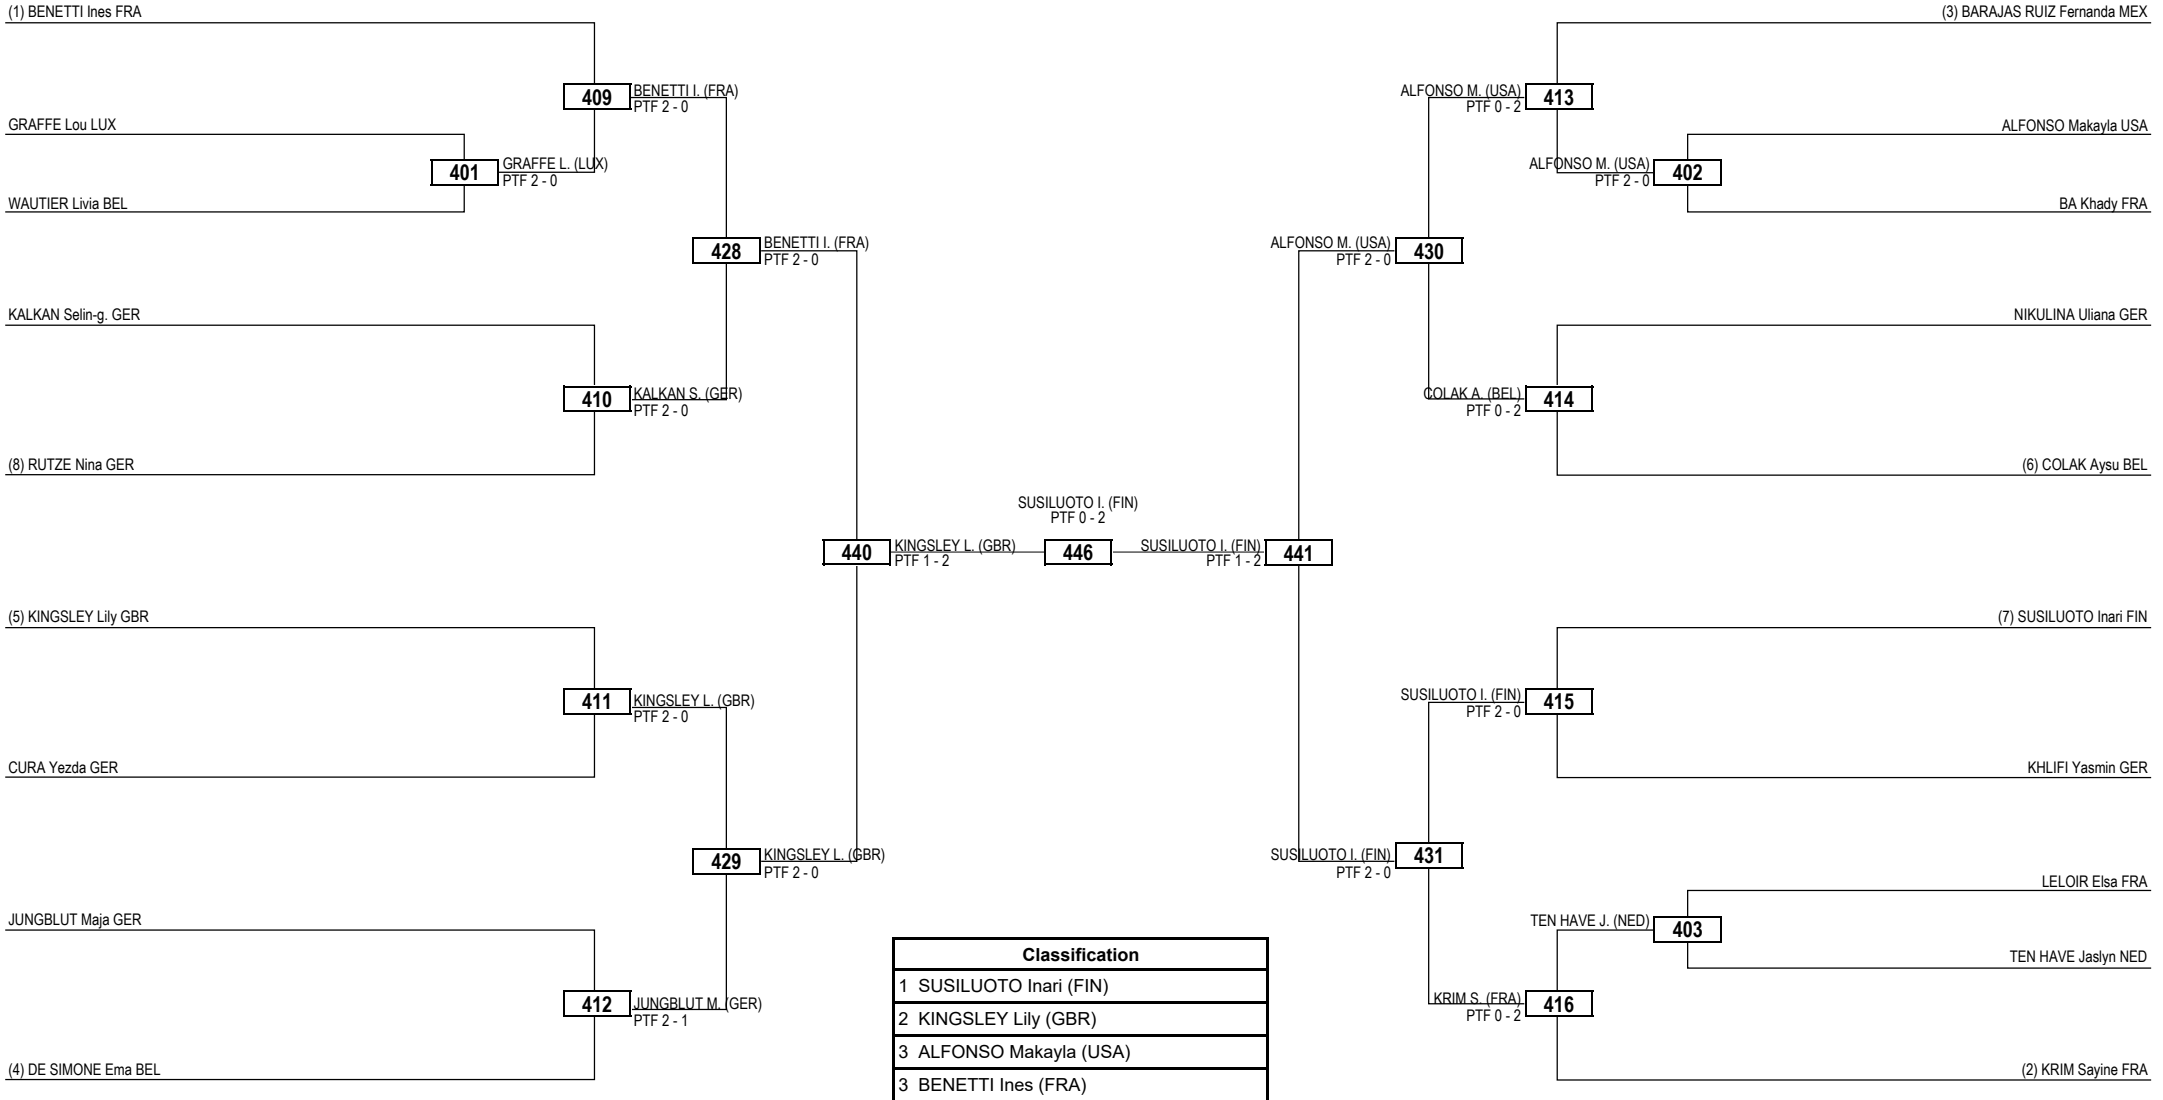 (1) BENETTI Ines FRA
(3) BARAJAS RUIZ Fernanda MEX
409
BENETTI I. (FRA)
PTF 2 - 0
ALFONSO M. (USA)
PTF 0 - 2
413
GRAFFE Lou LUX
ALFONSO Makayla USA
401
GRAFFE L. (LUX)
PTF 2 - 0
ALFONSO M. (USA)
PTF 2 - 0
402
WAUTIER Livia BEL
BA Khady FRA
428
BENETTI I. (FRA)
PTF 2 - 0
ALFONSO M. (USA)
PTF 2 - 0
430
KALKAN Selin-g. GER
NIKULINA Uliana GER
410
KALKAN S. (GER)
PTF 2 - 0
COLAK A. (BEL)
PTF 0 - 2
414
(8) RUTZE Nina GER
(6) COLAK Aysu BEL
SUSILUOTO I. (FIN)
PTF 0 - 2
440
KINGSLEY L. (GBR)
PTF 1 - 2
446
SUSILUOTO I. (FIN)
PTF 1 - 2
441
(5) KINGSLEY Lily GBR
(7) SUSILUOTO Inari FIN
411
KINGSLEY L. (GBR)
PTF 2 - 0
SUSILUOTO I. (FIN)
PTF 2 - 0
415
CURA Yezda GER
KHLIFI Yasmin GER
429
KINGSLEY L. (GBR)
PTF 2 - 0
SUSILUOTO I. (FIN)
PTF 2 - 0
431
LELOIR Elsa FRA
JUNGBLUT Maja GER
TEN HAVE J. (NED)
403
TEN HAVE Jaslyn NED
412
JUNGBLUT M. (GER)
PTF 2 - 1
KRIM S. (FRA)
PTF 0 - 2
416
(4) DE SIMONE Ema BEL
(2) KRIM Sayine FRA
Classification
1 SUSILUOTO Inari (FIN)
2 KINGSLEY Lily (GBR)
3 ALFONSO Makayla (USA)
3 BENETTI Ines (FRA)